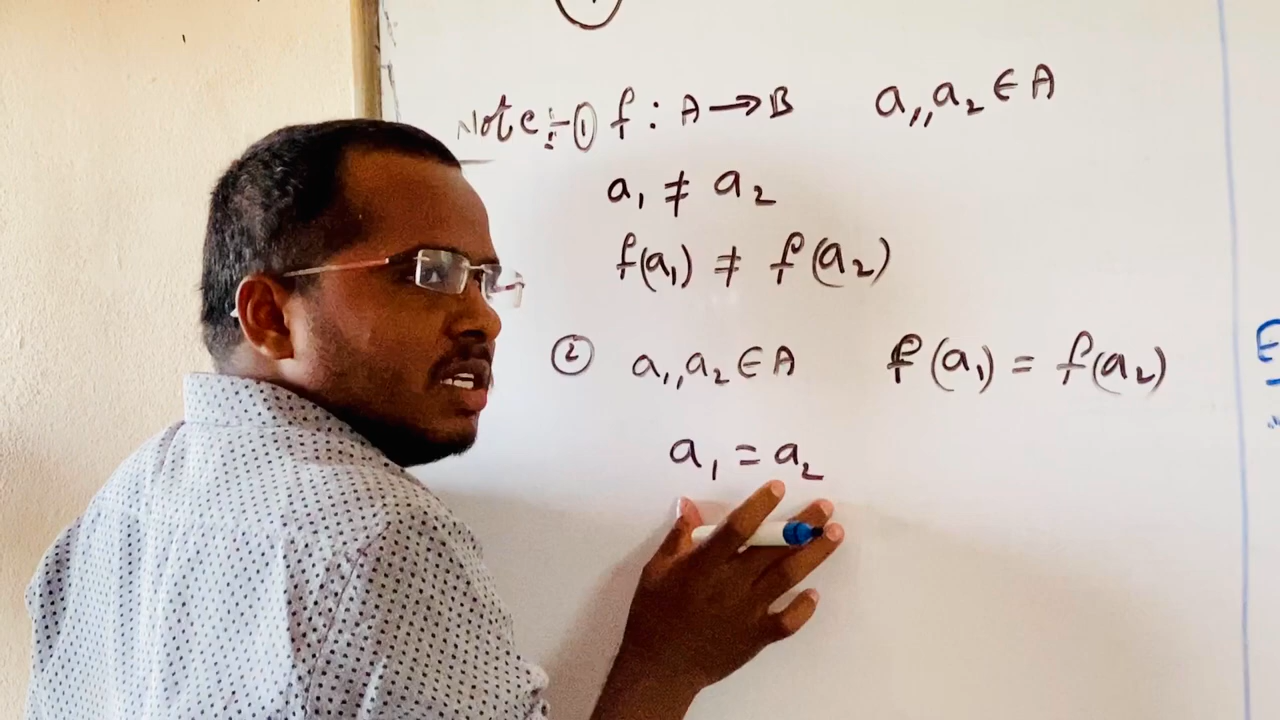 Note:- ① f : A → B   a₁, a₂ ∈ A
a₁ ≠ a₂
f(a₁) ≠ f(a₂)
② a₁, a₂ ∈ A   f(a₁) = f(a₂)
a₁ = a₂